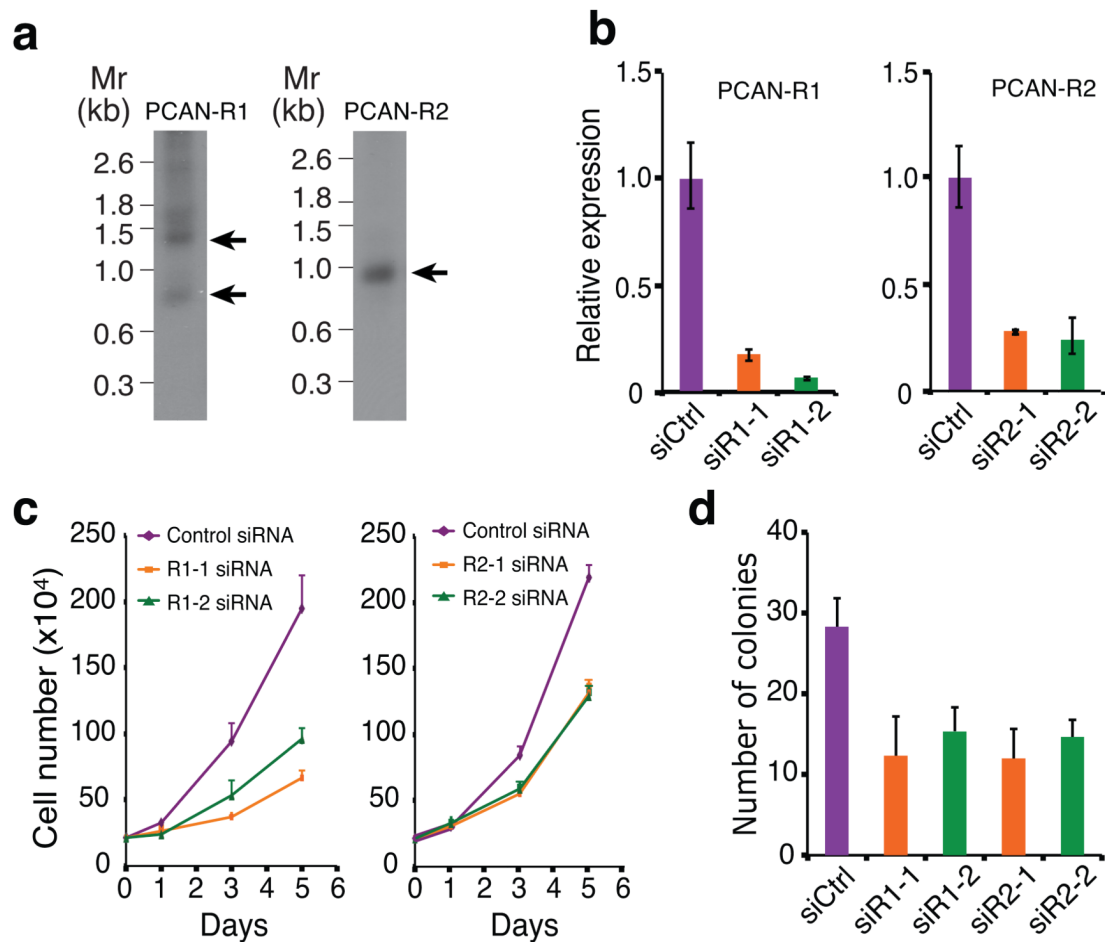 a
Mr
(kb)
PCAN-R1
2.6
1.8
1.5
1.0
0.6
0.3
Mr
(kb)
PCAN-R2
2.6
1.8
1.5
1.0
0.6
0.3
b
Relative expression
1.5
1.0
0.5
0
PCAN-R1
siCtrl
siR1-1
siR1-2
1.5
1.0
0.5
0
PCAN-R2
siCtrl
siR2-1
siR2-2
c
Cell number (x10⁴)
250
200
150
100
50
0
Control siRNA
R1-1 siRNA
R1-2 siRNA
0 1 2 3 4 5 6
Days
250
200
150
100
50
0
Control siRNA
R2-1 siRNA
R2-2 siRNA
0 1 2 3 4 5 6
Days
d
Number of colonies
40
30
20
10
0
siCtrl
siR1-1
siR1-2
siR2-1
siR2-2